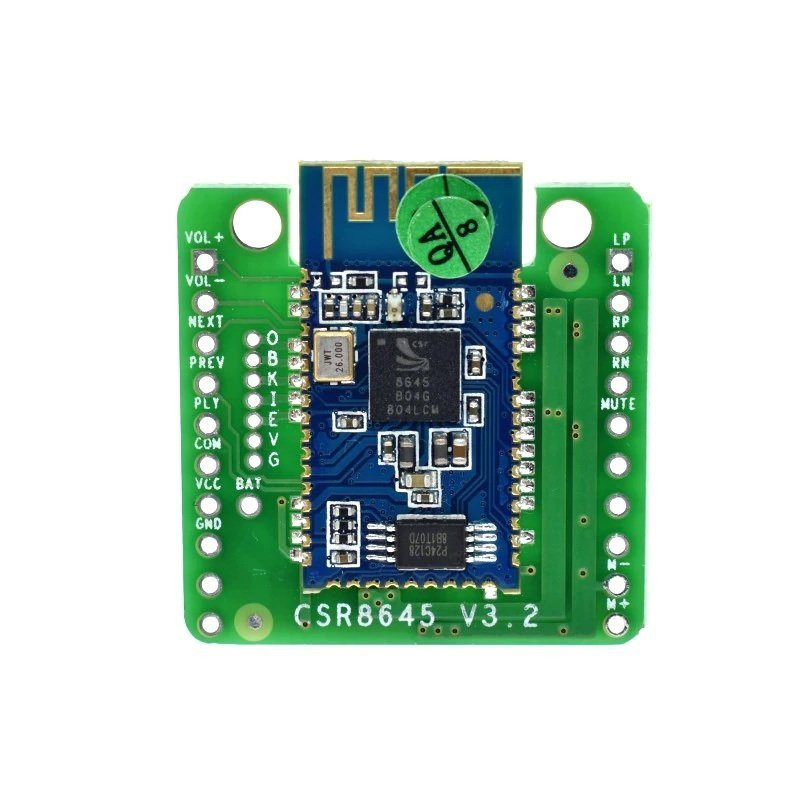 VOL+
VOL-
NEXT
PREV
PLY
COM
VCC
GND
BAT
O
B
K
I
E
V
G
QA
8
JWT
26.000
CSR
8645
B04G
804LCM
P24C128
8B1T07D
LP
LN
RP
RN
MUTE
M-
M+
CSR8645 V3.2